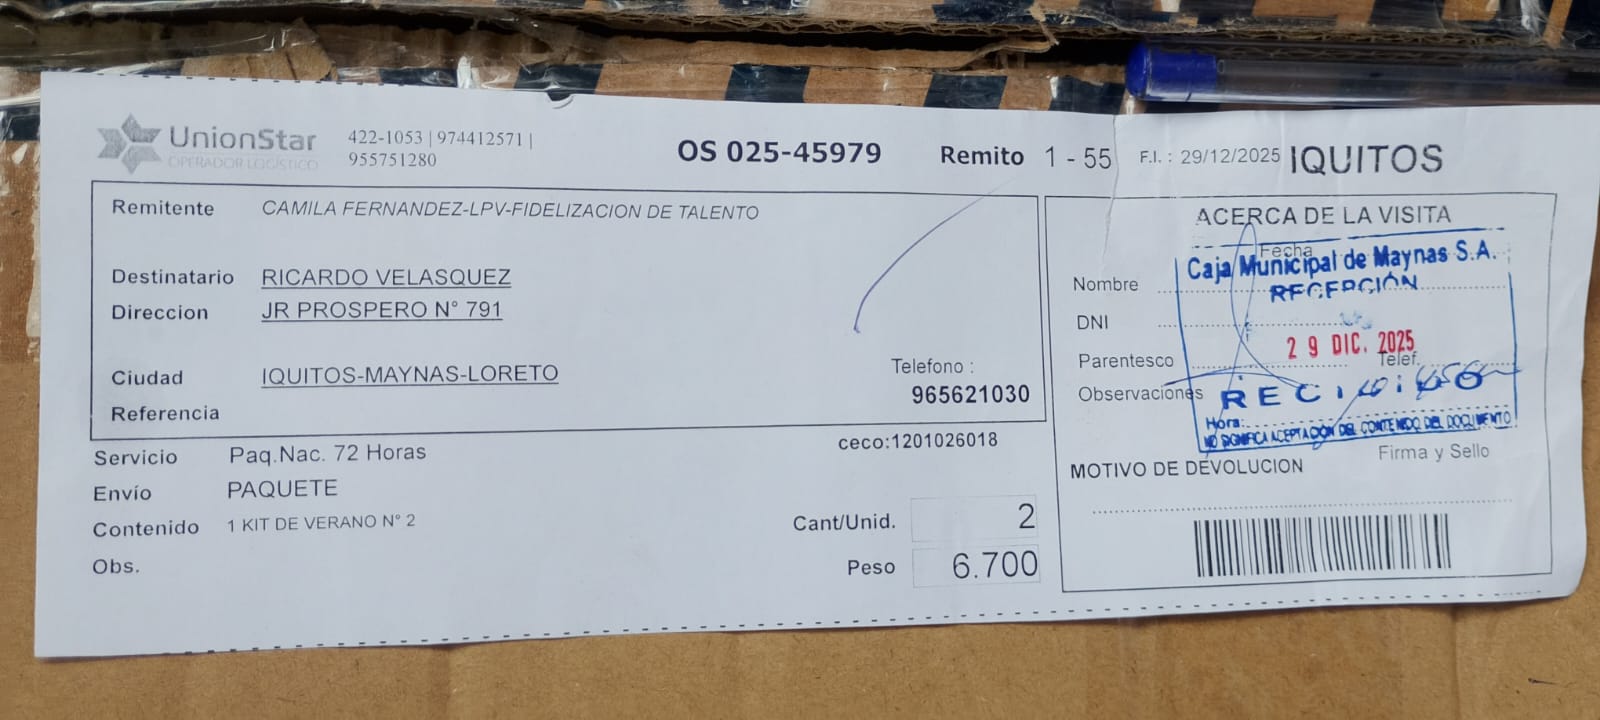 UnionStar
OPERADOR LOGÍSTICO
422-1053 | 974412571 |
955751280
OS 025-45979
Remito 1 - 55
F.I. : 29/12/2025 IQUITOS
Remitente CAMILA FERNANDEZ-LPV-FIDELIZACION DE TALENTO
Destinatario RICARDO VELASQUEZ
Direccion JR PROSPERO N° 791
Ciudad IQUITOS-MAYNAS-LORETO
Referencia
Telefono :
965621030
Servicio Paq.Nac. 72 Horas
ceco:1201026018
Envío PAQUETE
Contenido 1 KIT DE VERANO N° 2
Obs.
Cant/Unid. 2
Peso 6.700
ACERCA DE LA VISITA
Fecha
Nombre
DNI
Parentesco
Telef.
Observaciones
Caja Municipal de Maynas S.A.
RECEPCIÓN
29 DIC. 2025
RECIBIDO
Hora:
NO SIGNIFICA ACEPTACION DEL CONTENIDO DEL DOCUMENTO
Firma y Sello
MOTIVO DE DEVOLUCION